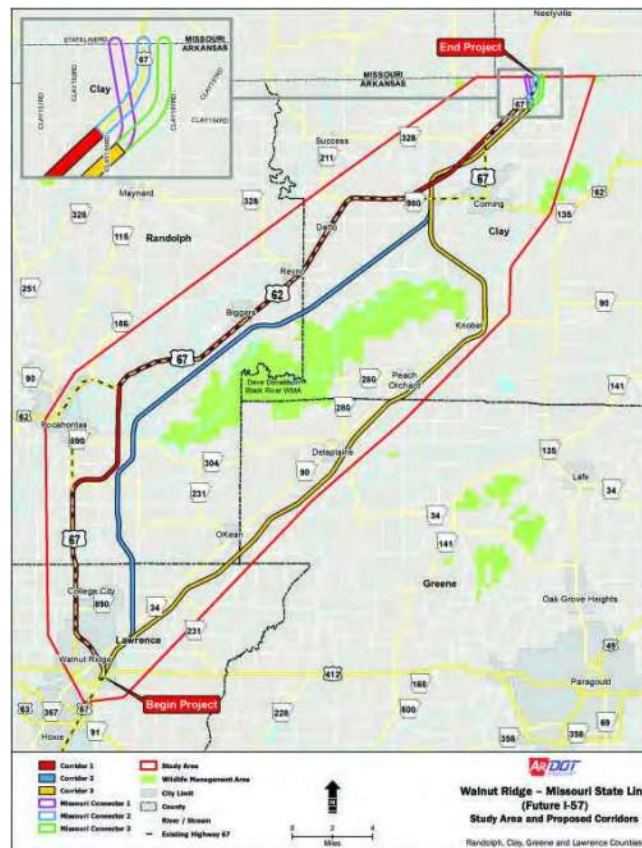 Neelyville
End Project
MISSOURI
ARKANSAS
STATELINE RD
MISSOURI
ARKANSAS
67
Clay
67
Success
328
211
67
Maynard
328
328
980
Corning
62
135
Randolph
Datto
Clay
115
Reyno
251
62
90
166
Biggers
67
Knobel
90
Peach
Orchard
280
141
Dave Donaldson
Black River WMA
62
Pocahontas
280
90
304
Delaplaine
135
231
90
Lafe
34
34
67
141
OKean
Greene
College City
34
Oak Grove Heights
Lawrence
231
49
Walnut Ridge
412
168
Paragould
Begin Project
63
367
67
69
228
Hoxie
91
358
358
Corridor 1
Corridor 2
Corridor 3
Missouri Connector 1
Missouri Connector 2
Missouri Connector 3
Study Area
Wildlife Management Area
City Limit
County
River / Stream
Existing Highway 67
0 2 4
Miles
ARDOT
Walnut Ridge – Missouri State Lin
(Future I-57)
Study Area and Proposed Corridors
Randolph, Clay, Greene and Lawrence Counties